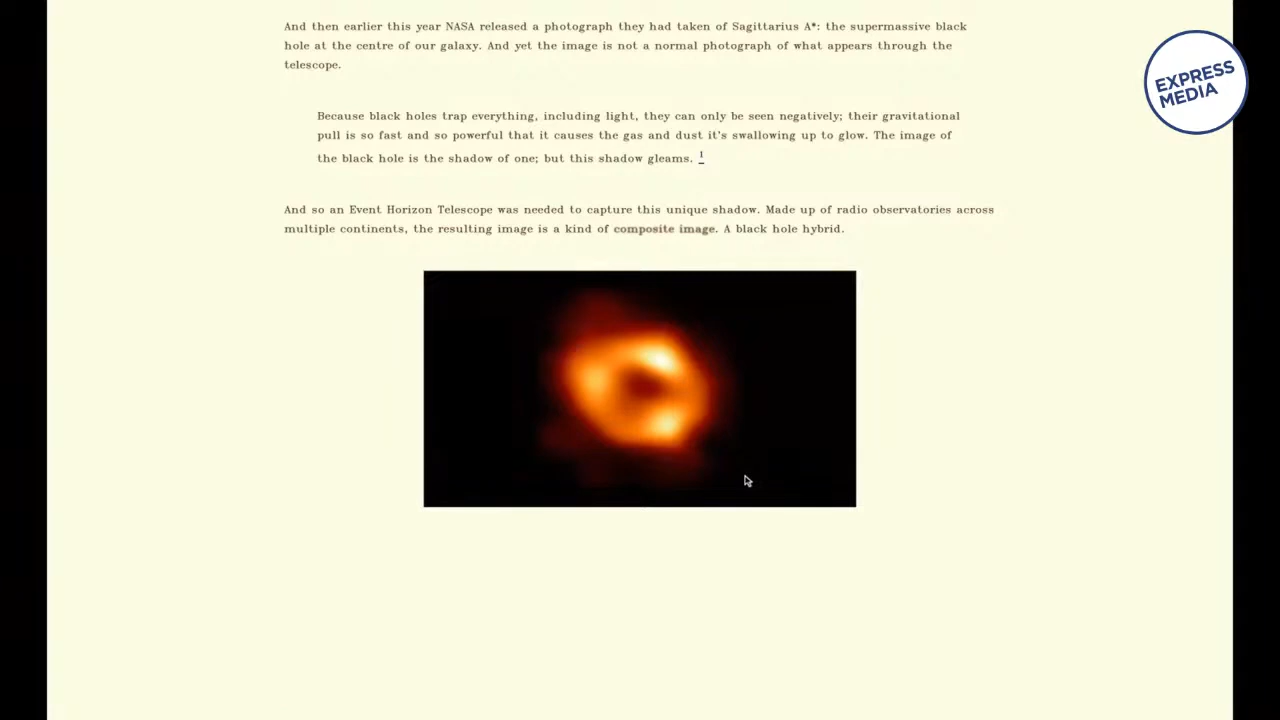 And then earlier this year NASA released a photograph they had taken of Sagittarius A*: the supermassive black
hole at the centre of our galaxy. And yet the image is not a normal photograph of what appears through the
telescope.
EXPRESS
MEDIA
Because black holes trap everything, including light, they can only be seen negatively; their gravitational
pull is so fast and so powerful that it causes the gas and dust it's swallowing up to glow. The image of
the black hole is the shadow of one; but this shadow gleams. 1
And so an Event Horizon Telescope was needed to capture this unique shadow. Made up of radio observatories across
multiple continents, the resulting image is a kind of composite image. A black hole hybrid.